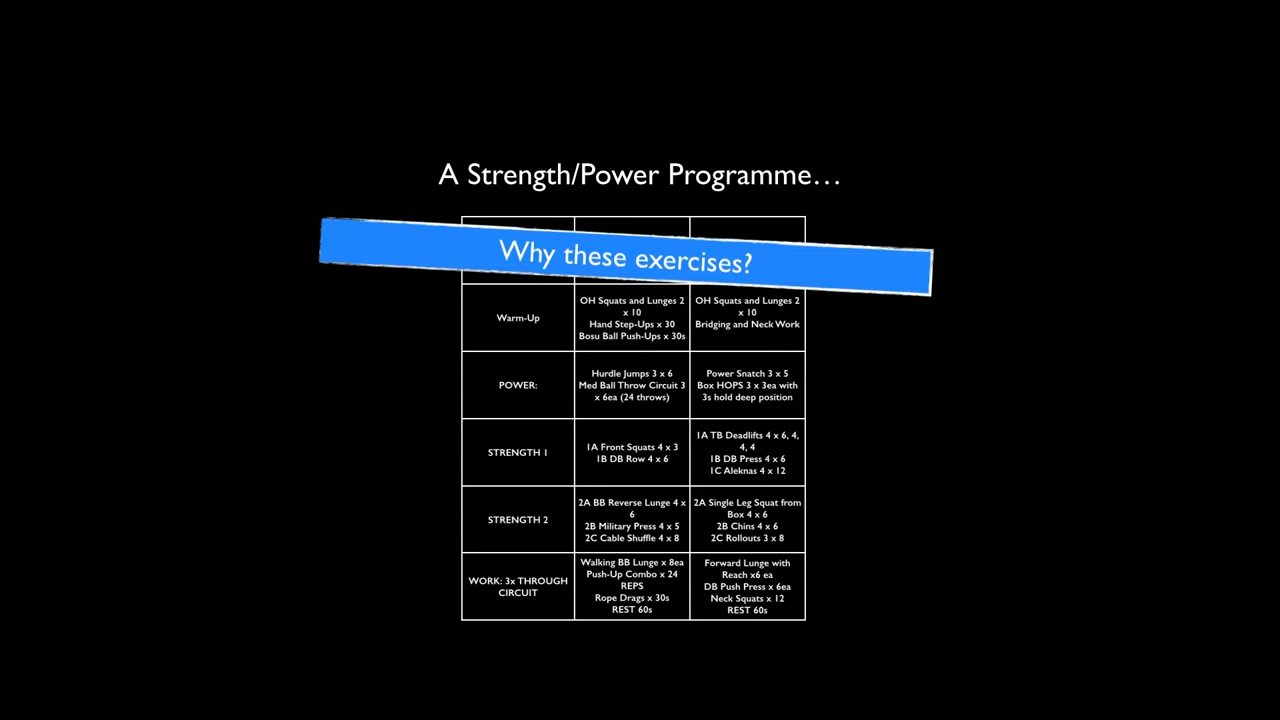 A Strength/Power Programme…
Why these exercises?
Warm-Up
OH Squats and Lunges 2
x 10
Hand Step-Ups x 30
Bosu Ball Push-Ups x 30s
OH Squats and Lunges 2
x 10
Bridging and Neck Work
POWER:
Hurdle Jumps 3 x 6
Med Ball Throw Circuit 3
x 6ea (24 throws)
Power Snatch 3 x 5
Box HOPS 3 x 3ea with
3s hold deep position
STRENGTH 1
1A Front Squats 4 x 3
1B DB Row 4 x 6
1A TB Deadlifts 4 x 6, 4,
4, 4
1B DB Press 4 x 6
1C Aleknas 4 x 12
STRENGTH 2
2A BB Reverse Lunge 4 x
6
2B Military Press 4 x 5
2C Cable Shuffle 4 x 8
2A Single Leg Squat from
Box 4 x 6
2B Chins 4 x 6
2C Rollouts 3 x 8
WORK: 3x THROUGH
CIRCUIT
Walking BB Lunge x 8ea
Push-Up Combo x 24
REPS
Rope Drags x 30s
REST 60s
Forward Lunge with
Reach x6 ea
DB Push Press x 6ea
Neck Squats x 12
REST 60s